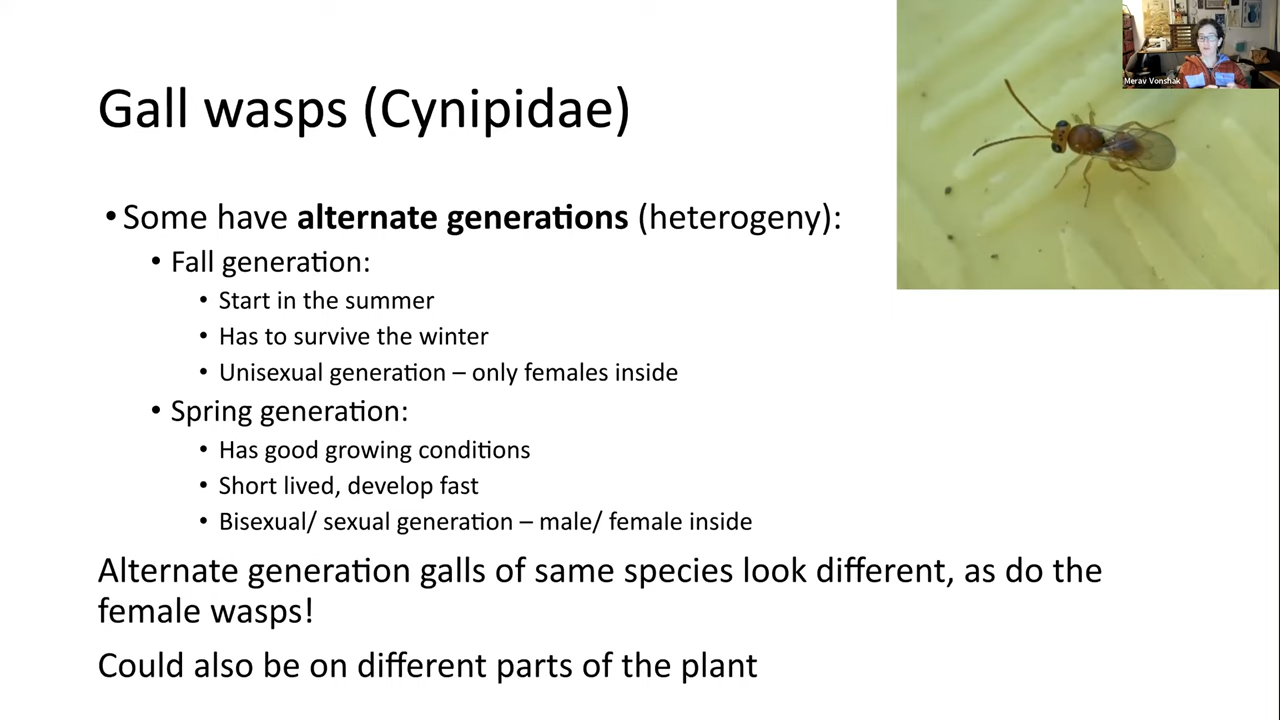 Merav Vonshak
Gall wasps (Cynipidae)
• Some have alternate generations (heterogeny):
• Fall generation:
• Start in the summer
• Has to survive the winter
• Unisexual generation – only females inside
• Spring generation:
• Has good growing conditions
• Short lived, develop fast
• Bisexual/ sexual generation – male/ female inside
Alternate generation galls of same species look different, as do the
female wasps!
Could also be on different parts of the plant